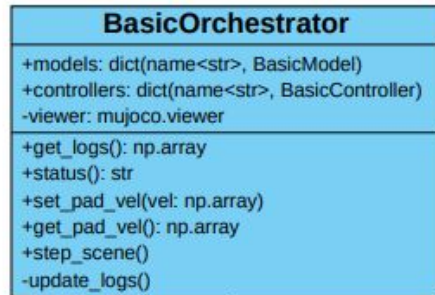 BasicOrchestrator
+models: dict(name<str>, BasicModel)
+controllers: dict(name<str>, BasicController)
-viewer: mujoco.viewer
+get_logs(): np.array
+status(): str
+set_pad_vel(vel: np.array)
+get_pad_vel(): np.array
+step_scene()
-update_logs()